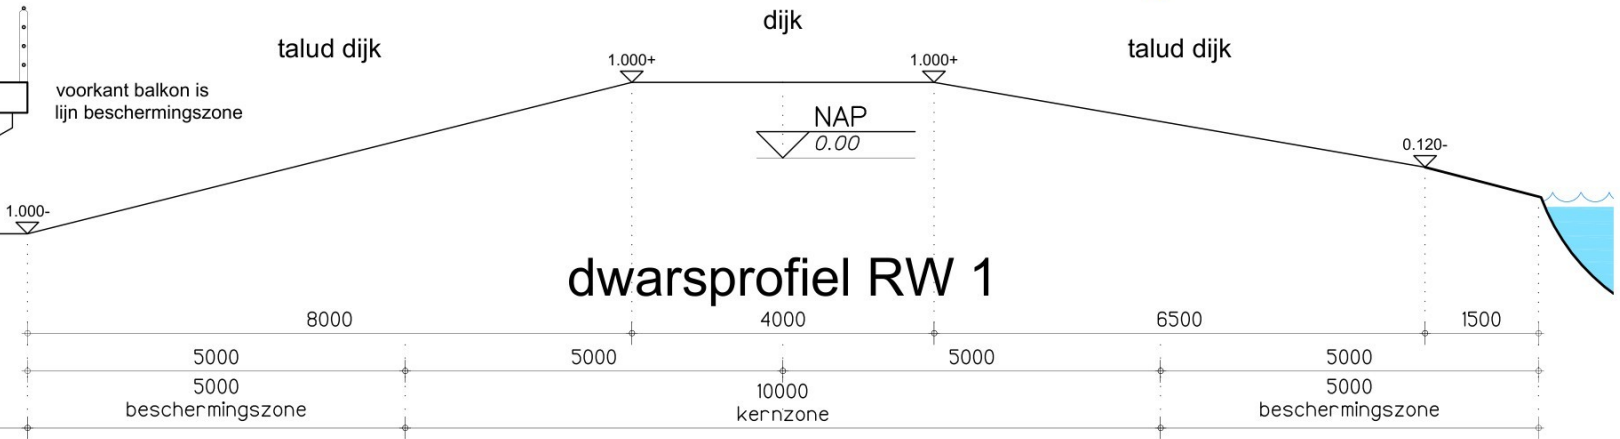 dijk
talud dijk
talud dijk
1.000+
1.000+
voorkant balkon is
lijn beschermingszone
NAP
0.00
0.120-
1.000-
dwarsprofiel RW 1
8000
4000
6500
1500
5000
5000
5000
5000
5000
beschermingszone
10000
kernzone
5000
beschermingszone